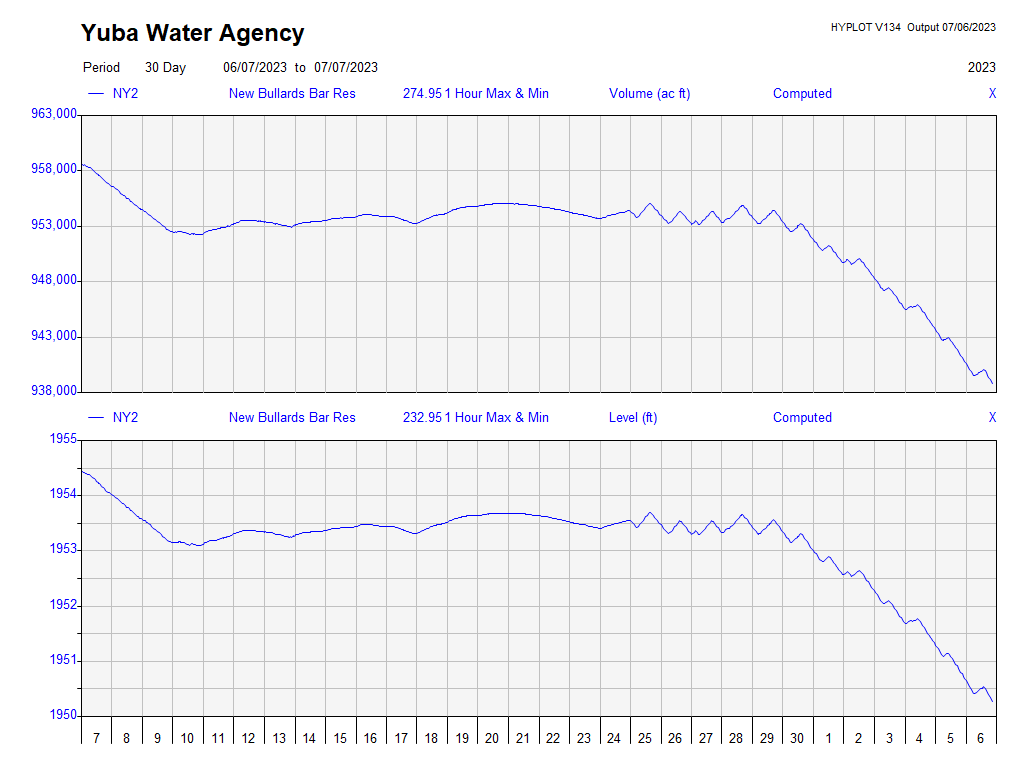 Yuba Water Agency
HYPLOT V134 Output 07/06/2023
Period 30 Day 06/07/2023 to 07/07/2023 2023
NY2 New Bullards Bar Res 274.95 1 Hour Max & Min Volume (ac ft) Computed X
963,000
958,000
953,000
948,000
943,000
938,000
NY2 New Bullards Bar Res 232.95 1 Hour Max & Min Level (ft) Computed X
1955
1954
1953
1952
1951
1950
7 8 9 10 11 12 13 14 15 16 17 18 19 20 21 22 23 24 25 26 27 28 29 30 1 2 3 4 5 6